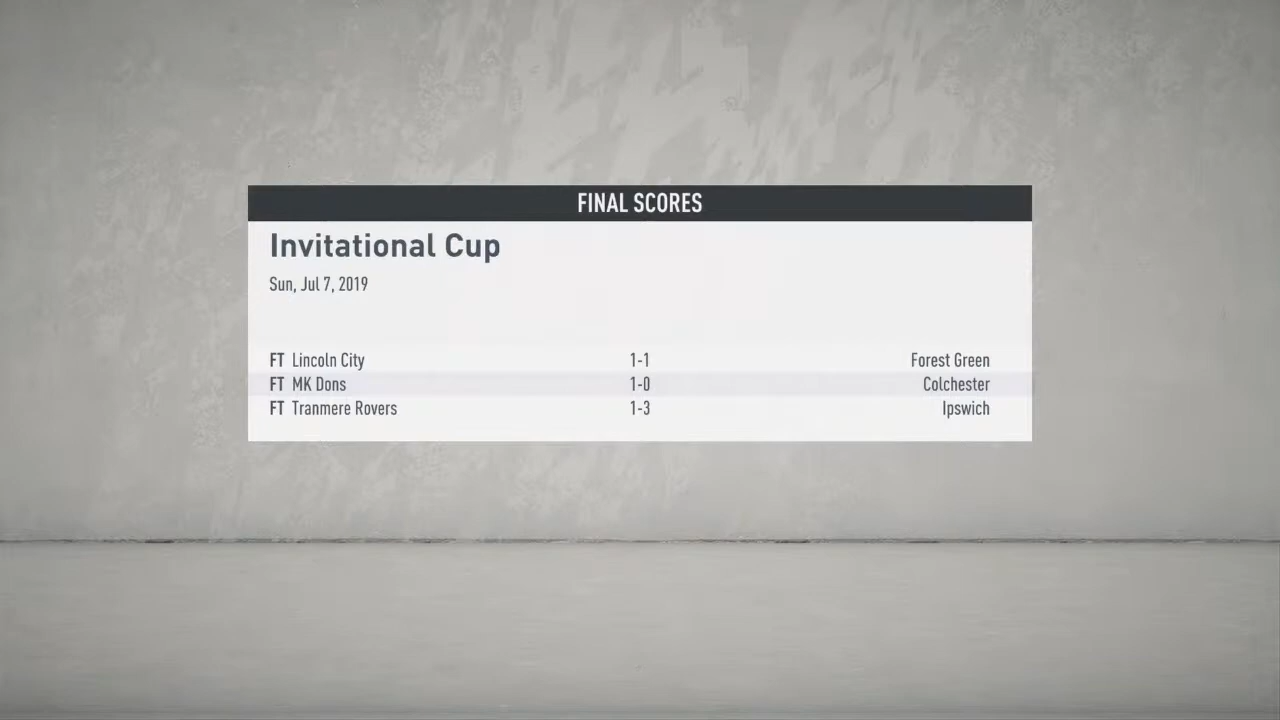 FINAL SCORES
Invitational Cup
Sun, Jul 7, 2019
FT Lincoln City 1-1 Forest Green
FT MK Dons 1-0 Colchester
FT Tranmere Rovers 1-3 Ipswich